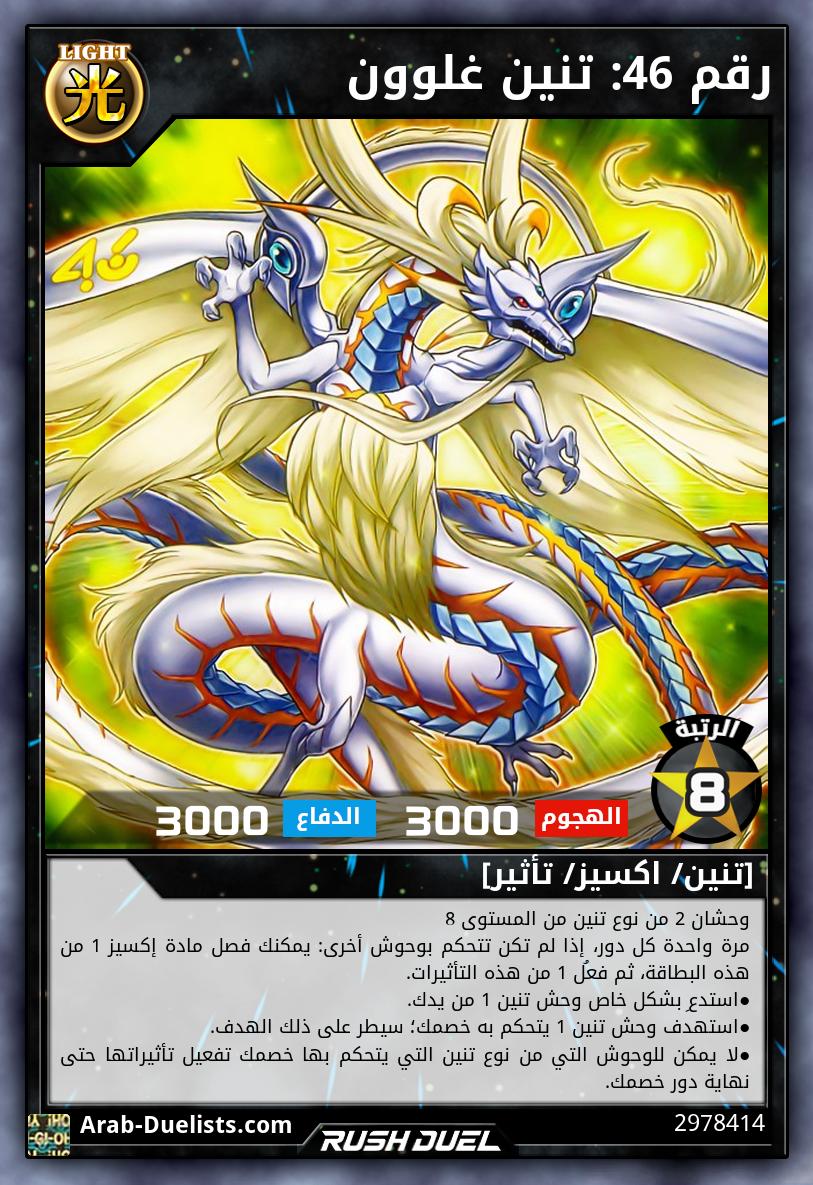 LIGHT
光
رقم 46: تنين غلوون
46
الرتبة
8
الهجوم 3000 الدفاع 3000
[تنين/ اكسيز/ تأثير]
وحشان 2 من نوع تنين من المستوى 8
مرة واحدة كل دور، إذا لم تكن تتحكم بوحوش أخرى: يمكنك فصل مادة إكسيز 1 من
هذه البطاقة، ثم فعلُ 1 من هذه التأثيرات.
●استدعِ بشكل خاص وحش تنين 1 من يدك.
●استهدف وحش تنين 1 يتحكم به خصمك؛ سيطر على ذلك الهدف.
●لا يمكن للوحوش التي من نوع تنين التي يتحكم بها خصمك تفعيل تأثيراتها حتى
نهاية دور خصمك.
Arab-Duelists.com
RUSH DUEL
2978414